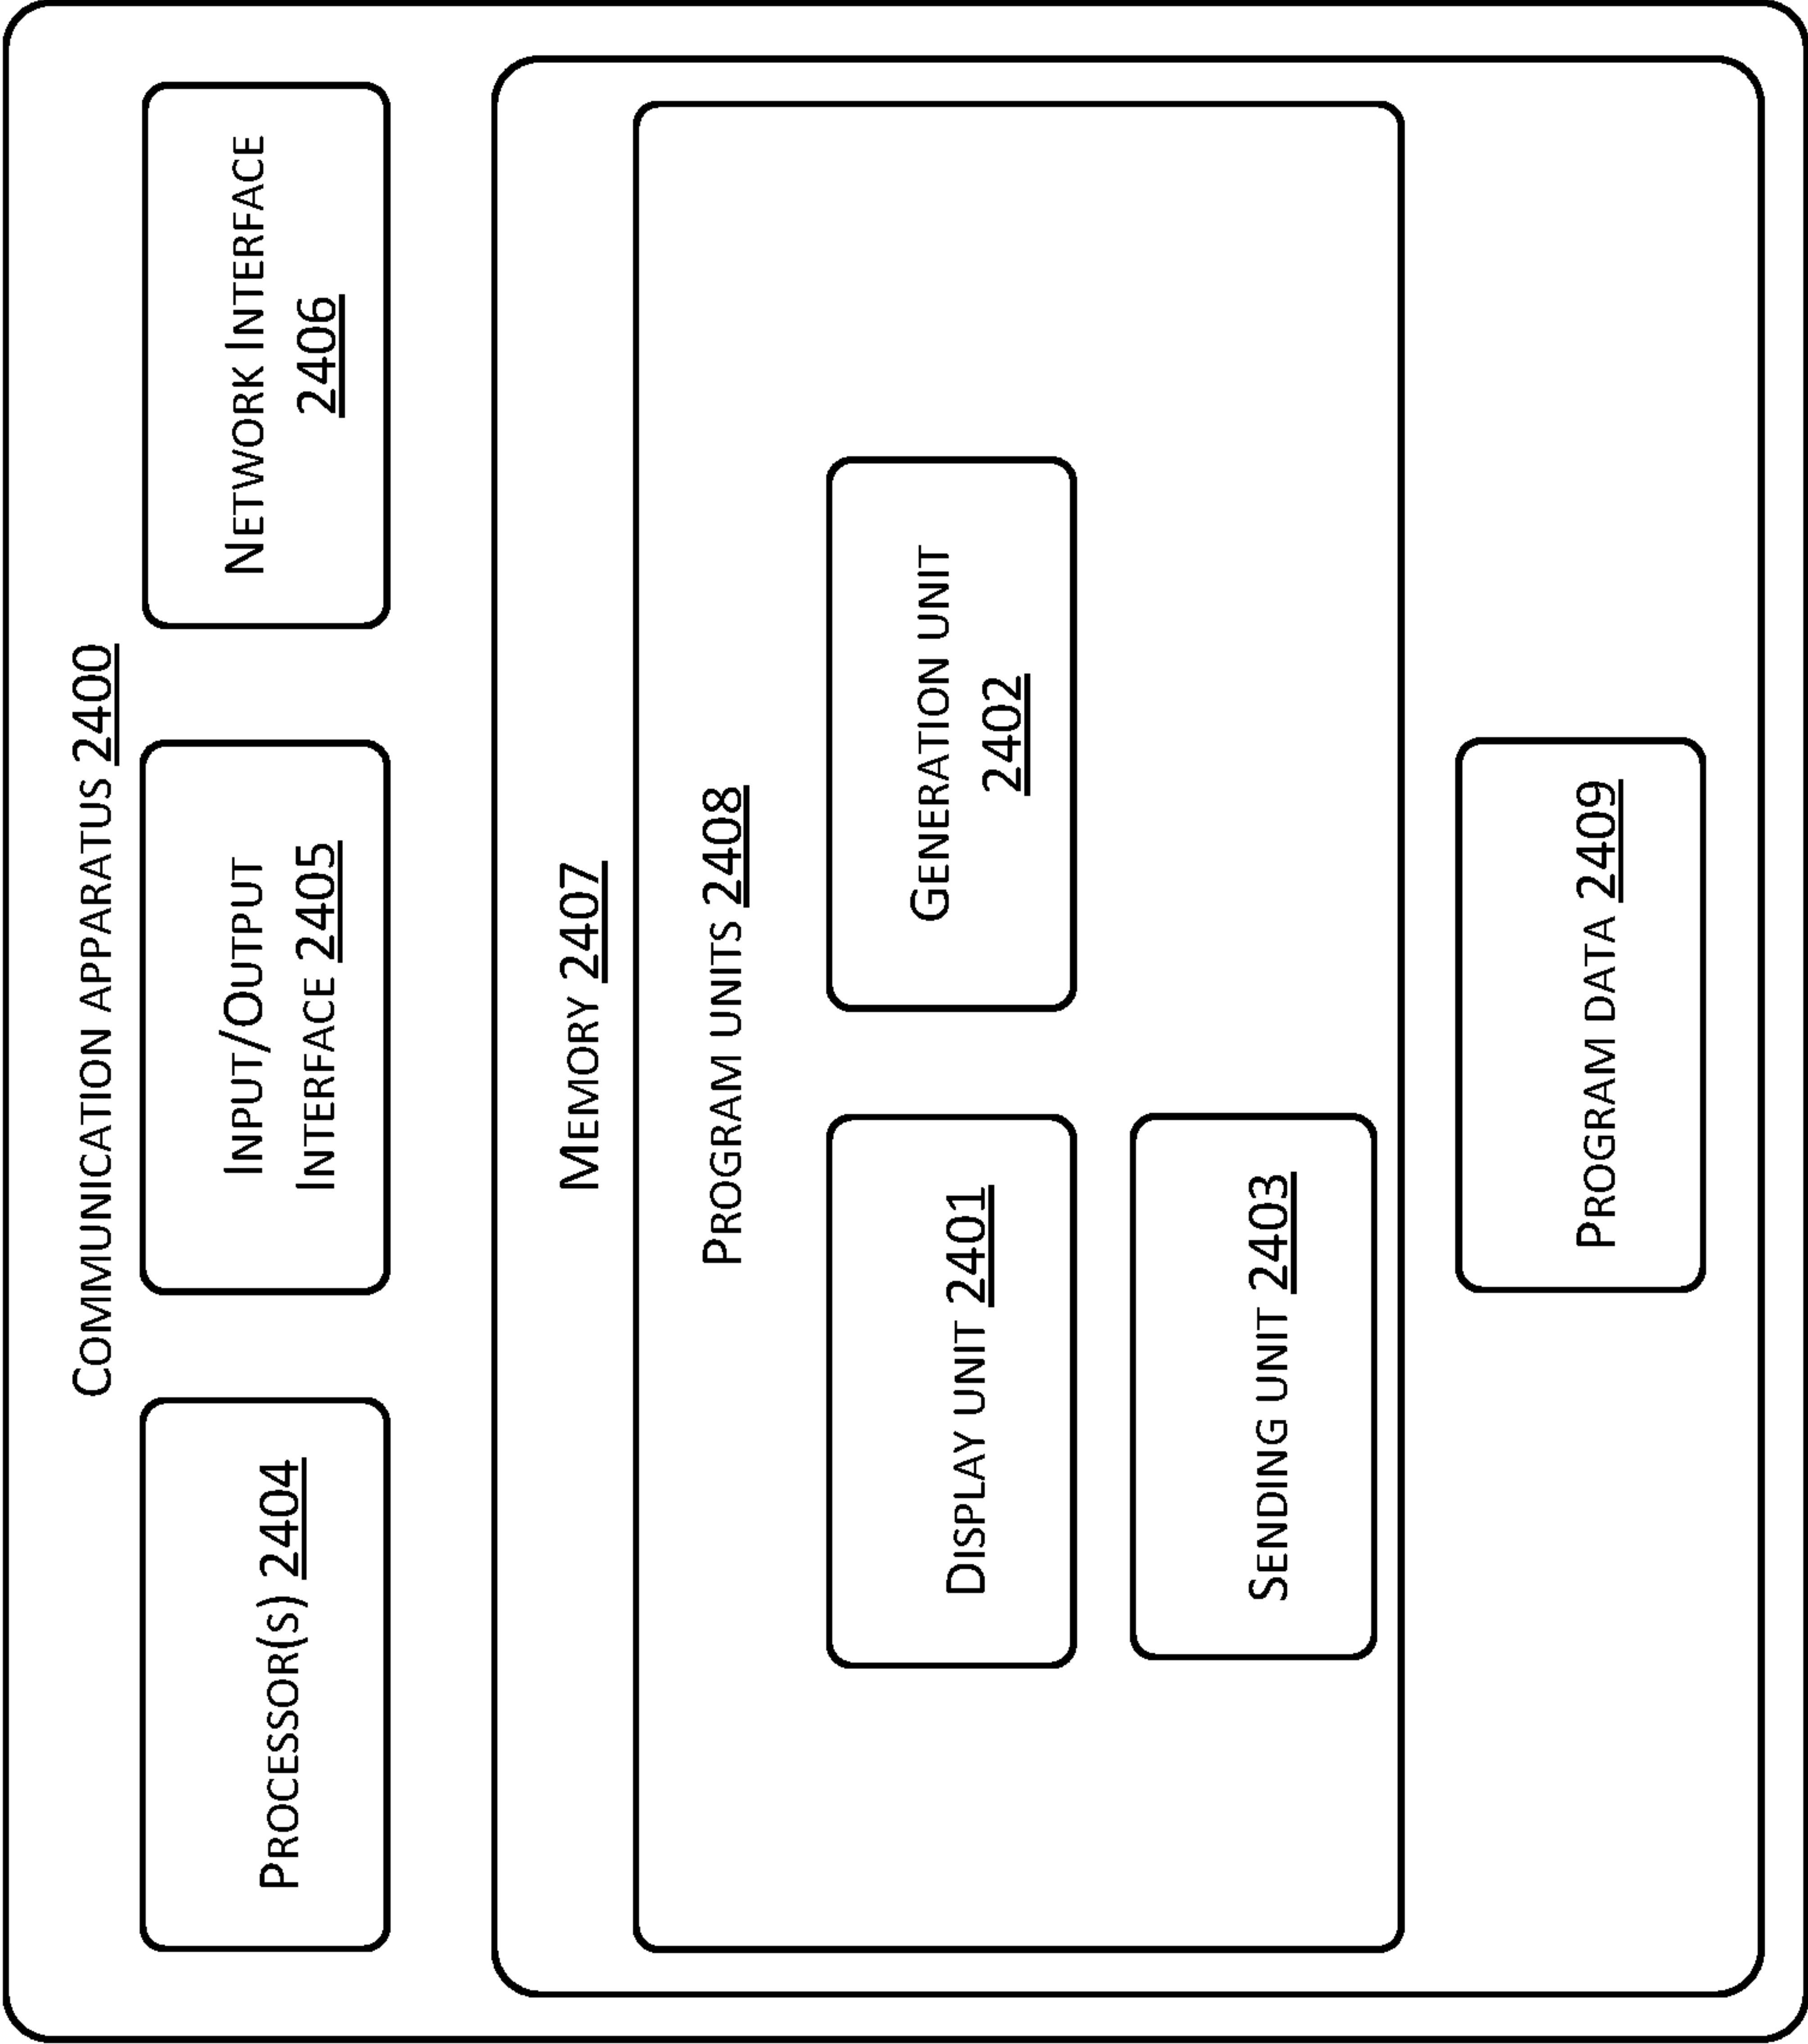 COMMUNICATION APPARATUS 2400
PROCESSOR(S) 2404
INPUT/OUTPUT
INTERFACE 2405
NETWORK INTERFACE
2406
MEMORY 2407
PROGRAM UNITS 2408
DISPLAY UNIT 2401
GENERATION UNIT
2402
SENDING UNIT 2403
PROGRAM DATA 2409